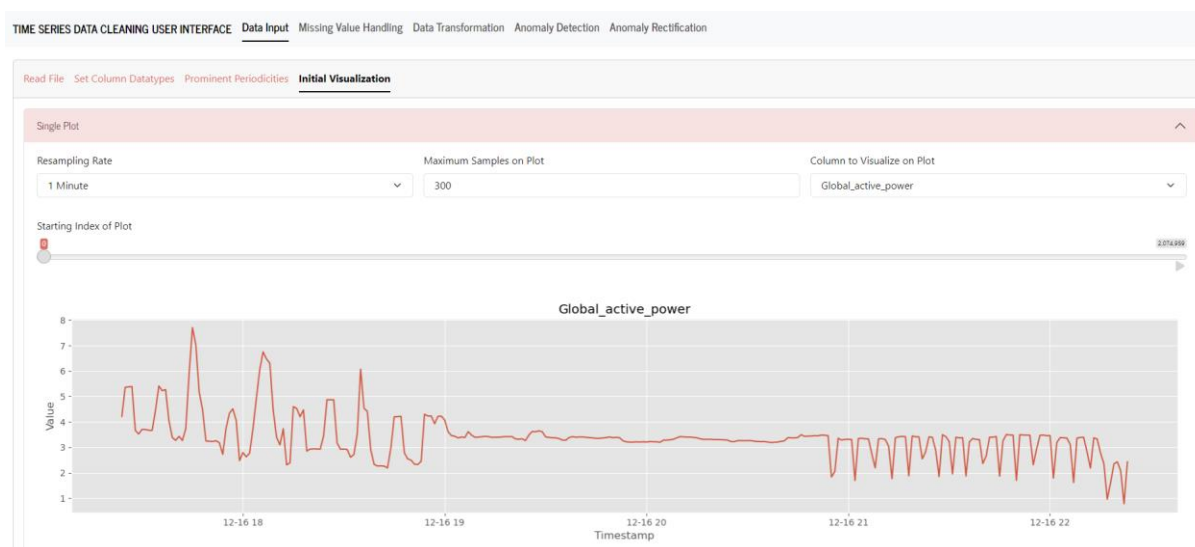 TIME SERIES DATA CLEANING USER INTERFACE Data Input Missing Value Handling Data Transformation Anomaly Detection Anomaly Rectification
Read File Set Column Datatypes Prominent Periodicities Initial Visualization
Single Plot
Resampling Rate Maximum Samples on Plot Column to Visualize on Plot
1 Minute 300 Global_active_power
Starting Index of Plot
0 2,074,959
Global_active_power
8
7
6
5
4
3
2
1
Value
12-16 18 12-16 19 12-16 20 12-16 21 12-16 22
Timestamp